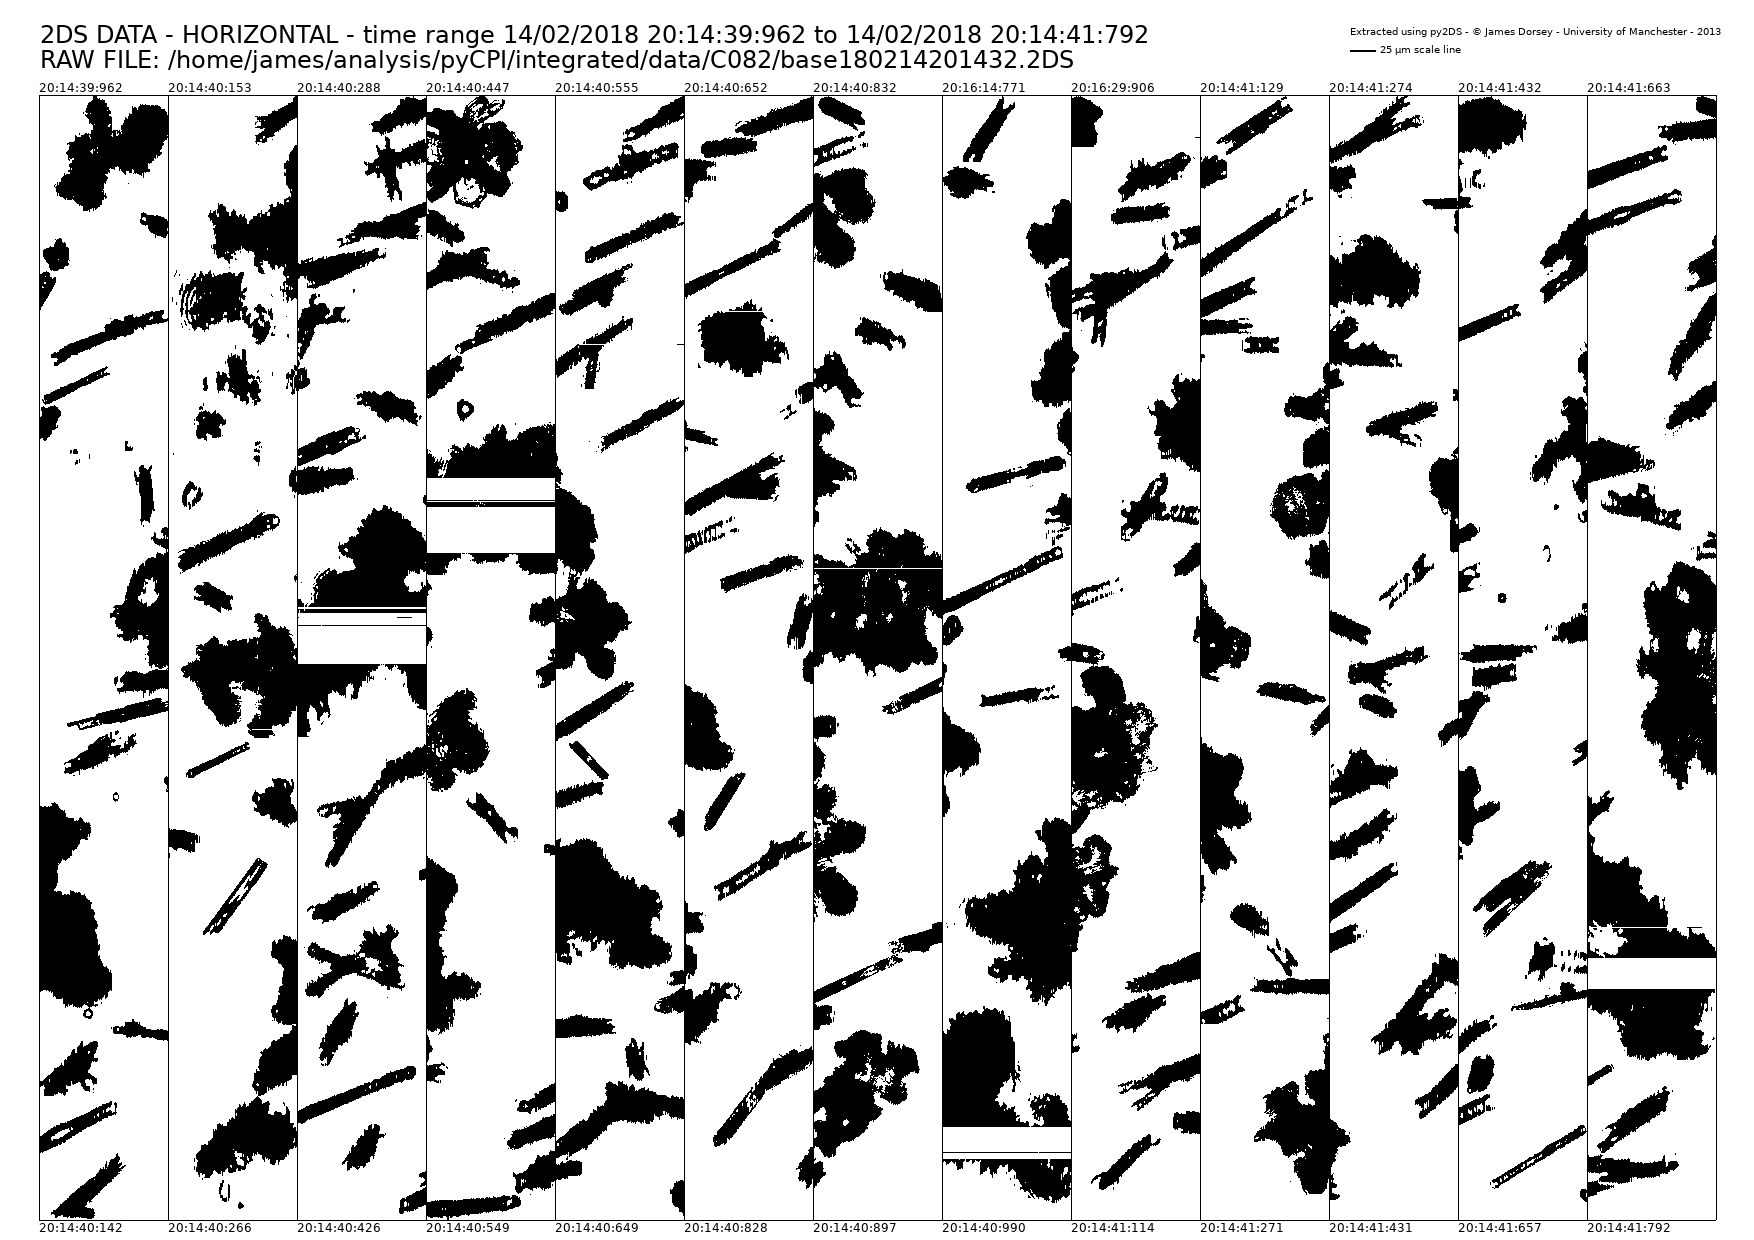 2DS DATA - HORIZONTAL - time range 14/02/2018 20:14:39:962 to 14/02/2018 20:14:41:792
RAW FILE: /home/james/analysis/pyCPI/integrated/data/C082/base180214201432.2DS
Extracted using py2DS - © James Dorsey - University of Manchester - 2013
25 µm scale line
20:14:39:962 20:14:40:153 20:14:40:288 20:14:40:447 20:14:40:555 20:14:40:652 20:14:40:832 20:16:14:771 20:16:29:906 20:14:41:129 20:14:41:274 20:14:41:432 20:14:41:663
20:14:40:142 20:14:40:266 20:14:40:426 20:14:40:549 20:14:40:649 20:14:40:828 20:14:40:897 20:14:40:990 20:14:41:114 20:14:41:271 20:14:41:431 20:14:41:657 20:14:41:792